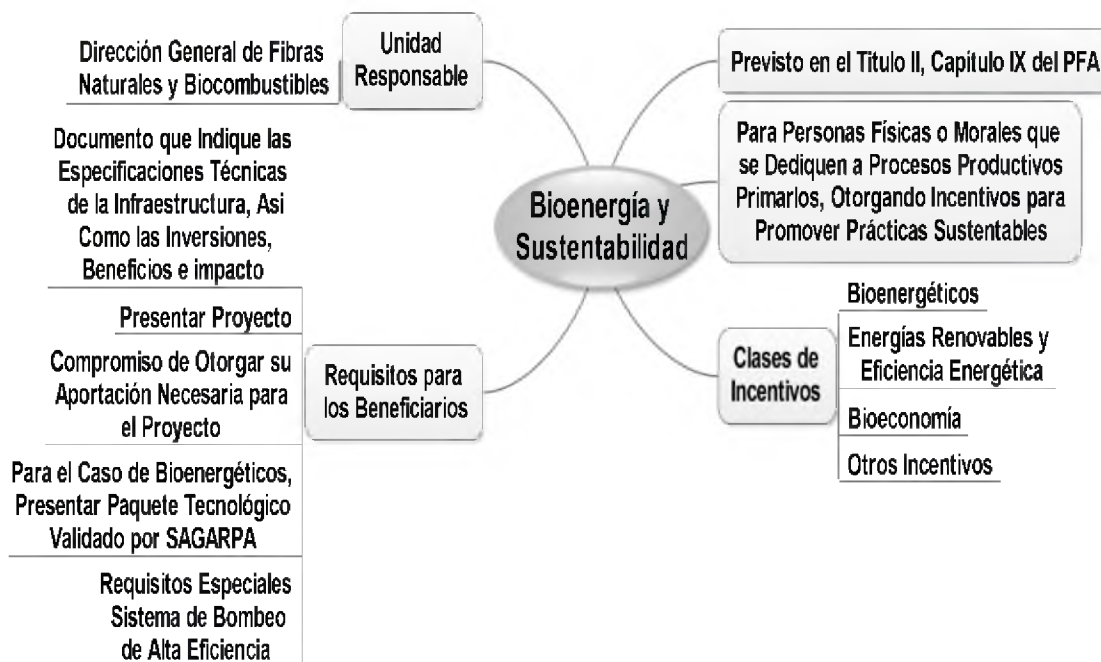 Bioenergía y
Sustentabilidad
Unidad
Responsable
Dirección General de Fibras
Naturales y Biocombustibles
Previsto en el Titulo II, Capitulo IX del PFA
Para Personas Físicas o Morales que
se Dediquen a Procesos Productivos
Primarlos, Otorgando Incentivos para
Promover Prácticas Sustentables
Clases de
Incentivos
Bioenergéticos
Energías Renovables y
Eficiencia Energética
Bioeconomía
Otros Incentivos
Requisitos para
los Beneficiarios
Documento que Indique las
Especificaciones Técnicas
de la Infraestructura, Asi
Como las Inversiones,
Beneficios e impacto
Presentar Proyecto
Compromiso de Otorgar su
Aportación Necesaria para
el Proyecto
Para el Caso de Bioenergéticos,
Presentar Paquete Tecnológico
Validado por SAGARPA
Requisitos Especiales
Sistema de Bombeo
de Alta Eficiencia